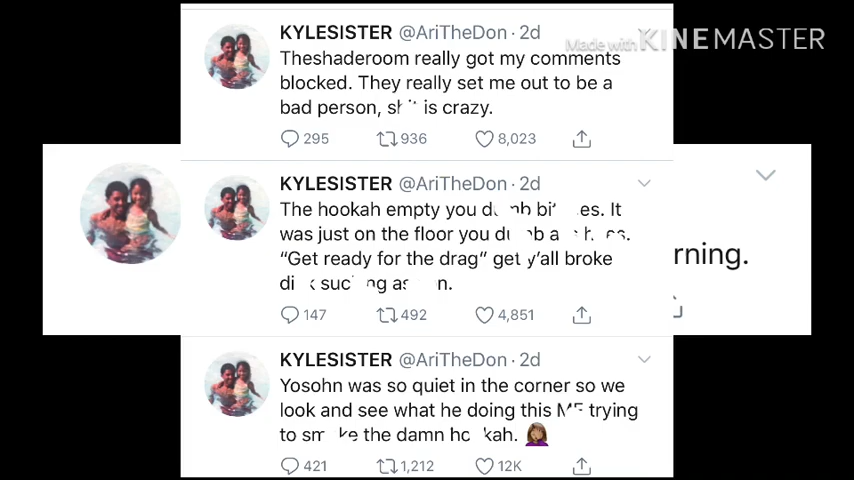 Made with KINEMASTER
KYLESISTER @AriTheDon · 2d
Theshaderoom really got my comments
blocked. They really set me out to be a
bad person, is crazy.
295 936 8,023
KYLESISTER @AriTheDon · 2d
The hookah empty you It
was just on the floor you
“Get ready for the drag” get y’all broke
147 492 4,851
rning.
KYLESISTER @AriTheDon · 2d
Yosohn was so quiet in the corner so we
look and see what he doing this trying
to the damn
421 1,212 12K